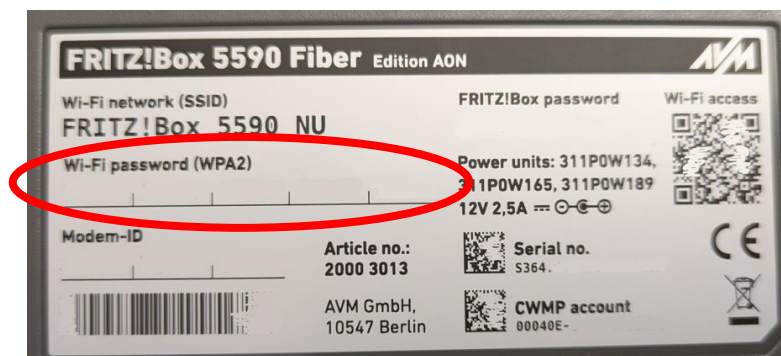 FRITZ!Box 5590 Fiber Edition AON
AVM
Wi-Fi network (SSID)
FRITZ!Box 5590 NU
FRITZ!Box password
Wi-Fi access
Wi-Fi password (WPA2)
Power units: 311P0W134,
311P0W165, 311P0W189
12V 2,5A
Modem-ID
Article no.:
2000 3013
Serial no.
S364.
CE
AVM GmbH,
10547 Berlin
CWMP account
00040E-